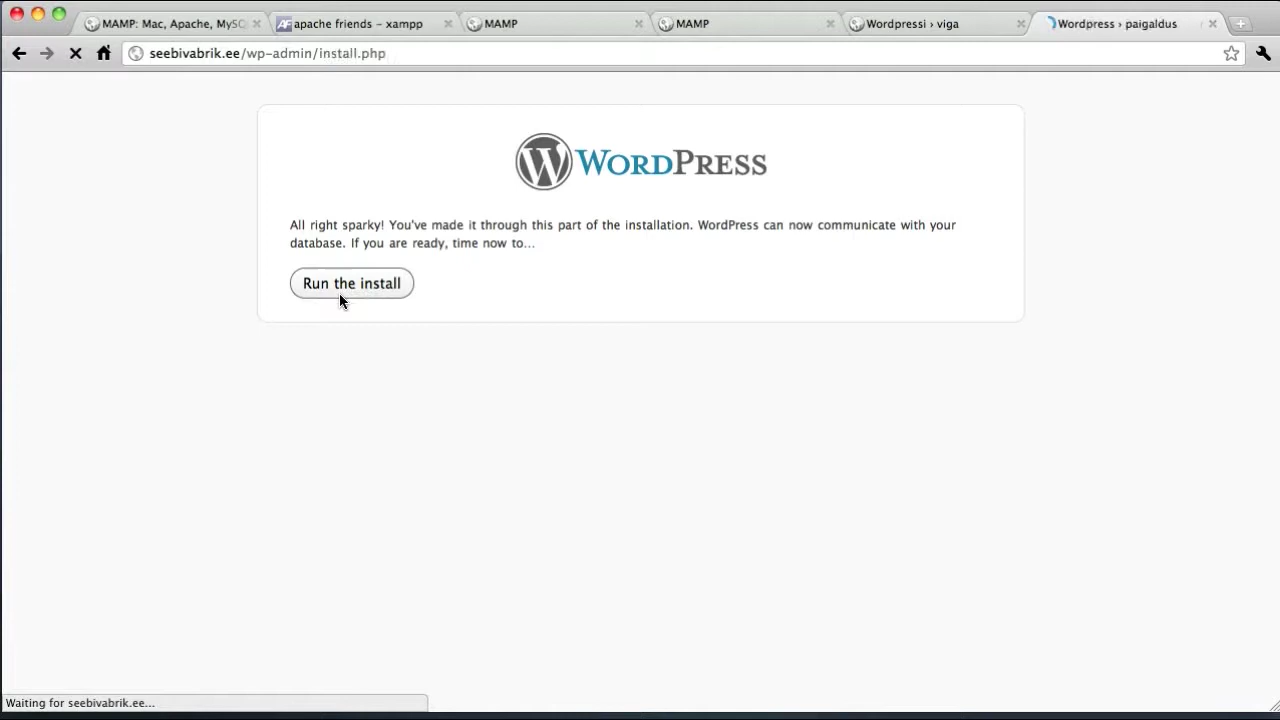 MAMP: Mac, Apache, MySQ
apache friends – xampp
MAMP
MAMP
Wordpressi › viga
Wordpress › paigaldus
seebivabrik.ee/wp-admin/install.php
WORDPRESS
All right sparky! You've made it through this part of the installation. WordPress can now communicate with your
database. If you are ready, time now to…
Run the install
Waiting for seebivabrik.ee...